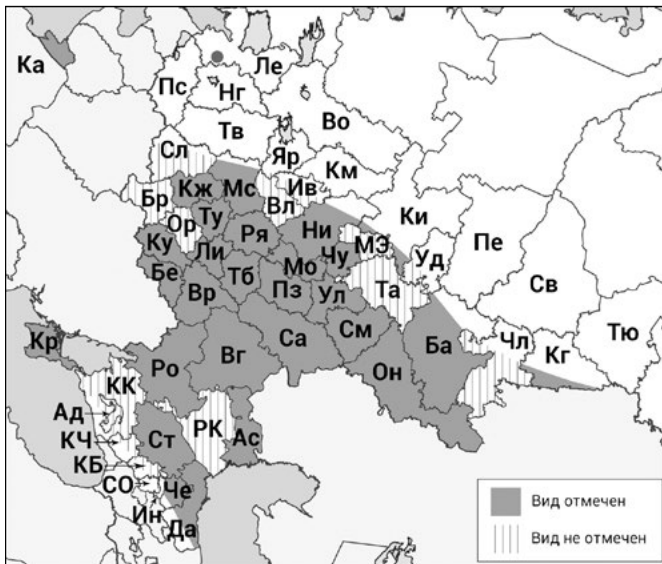 Ка
Ле
Пс
Нг
Во
Тв
Сл
Яр
Км
Бр
Кж
Мс
Ив
Вл
Ки
Пе
Ор
Ту
Ря
Ни
МЭ
Уд
Св
Ку
Ли
Мо
Чу
Бе
Тб
Та
Вр
Пз
Ул
Тю
Кр
Са
См
Ба
Чл
Кг
Ро
Вг
Он
КК
Ад
Ст
РК
Ас
КЧ
КБ
СО
Че
Ин
Да
Вид отмечен
Вид не отмечен